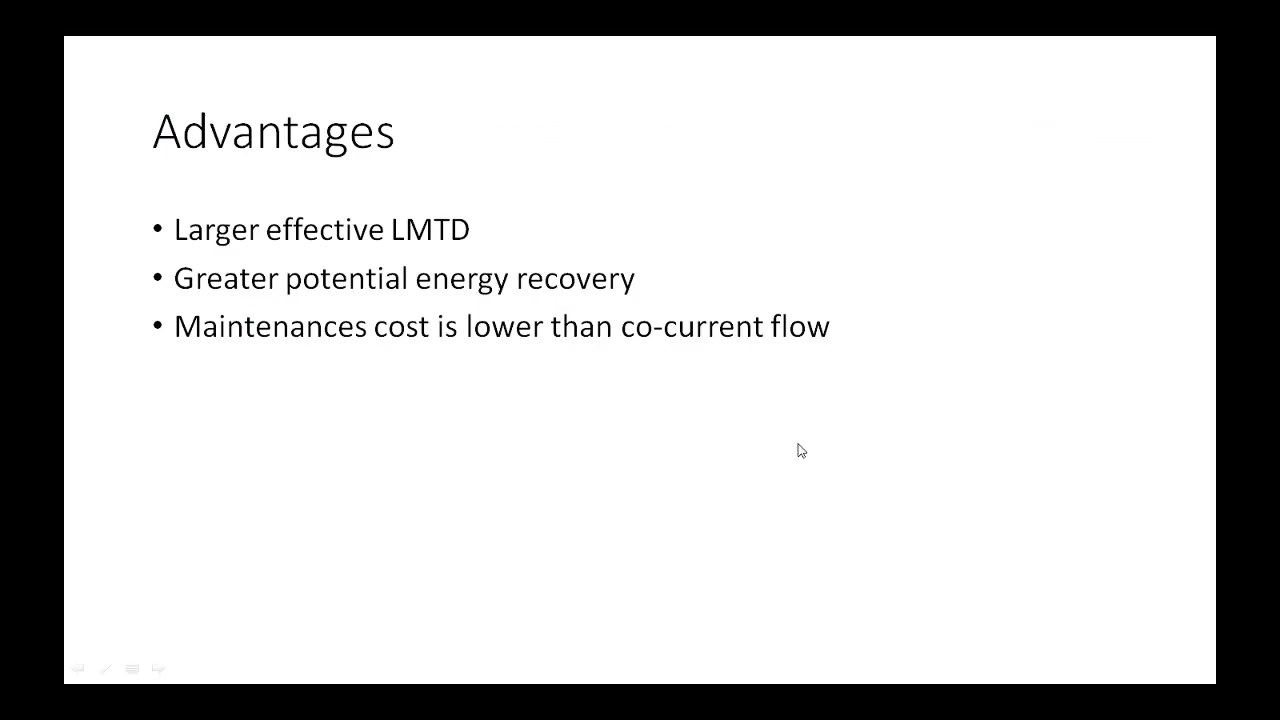 Advantages
• Larger effective LMTD
• Greater potential energy recovery
• Maintenances cost is lower than co-current flow